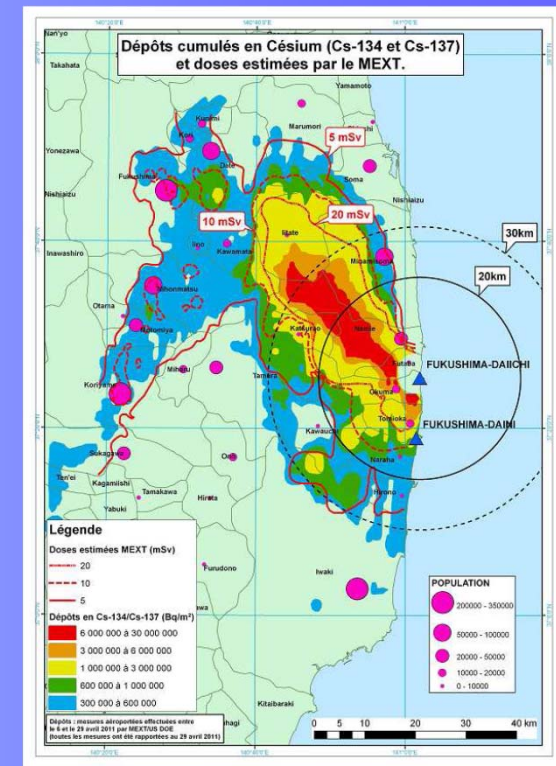 Dépôts cumulés en Césium (Cs-134 et Cs-137)
et doses estimées par le MEXT.
Nan'yo
Takahata
Yamamoto
Kunimi
Marumori
Kori
Yonezawa
5 mSv
Date
Soma
Fukushima
Nishiaizu
Nishiaizu
10 mSv
20 mSv
Iitate
30km
Iino
Kawamata
Minamisoma
Inawashiro
20km
Nihonmatsu
Otama
Motomiya
Katsurao
Namie
Futaba
Miharu
Tamura
FUKUSHIMA-DAIICHI
Koriyama
Okuma
Tomioka
FUKUSHIMA-DAINI
Kawauchi
Sukagawa
Ono
Naraha
Ten'ei
Kagamiishi
Tamakawa
Hirata
Hirono
Yabuki
Légende
Doses estimées MEXT (mSv)
20
10
5
Furudono
Iwaki
Dépôts en Cs-134/Cs-137 (Bq/m²)
6 000 000 à 30 000 000
3 000 000 à 6 000 000
1 000 000 à 3 000 000
600 000 à 1 000 000
300 000 à 600 000
POPULATION
200000 - 350000
50000 - 100000
20000 - 50000
10000 - 20000
0 - 10000
Kitaibaraki
Dépôts : mesures aéroportées effectuées entre
le 6 et le 29 avril 2011 par MEXT/US DOE
(toutes les mesures ont été rapportées au 29 avril 2011)
0 5 10 20 30 40 km